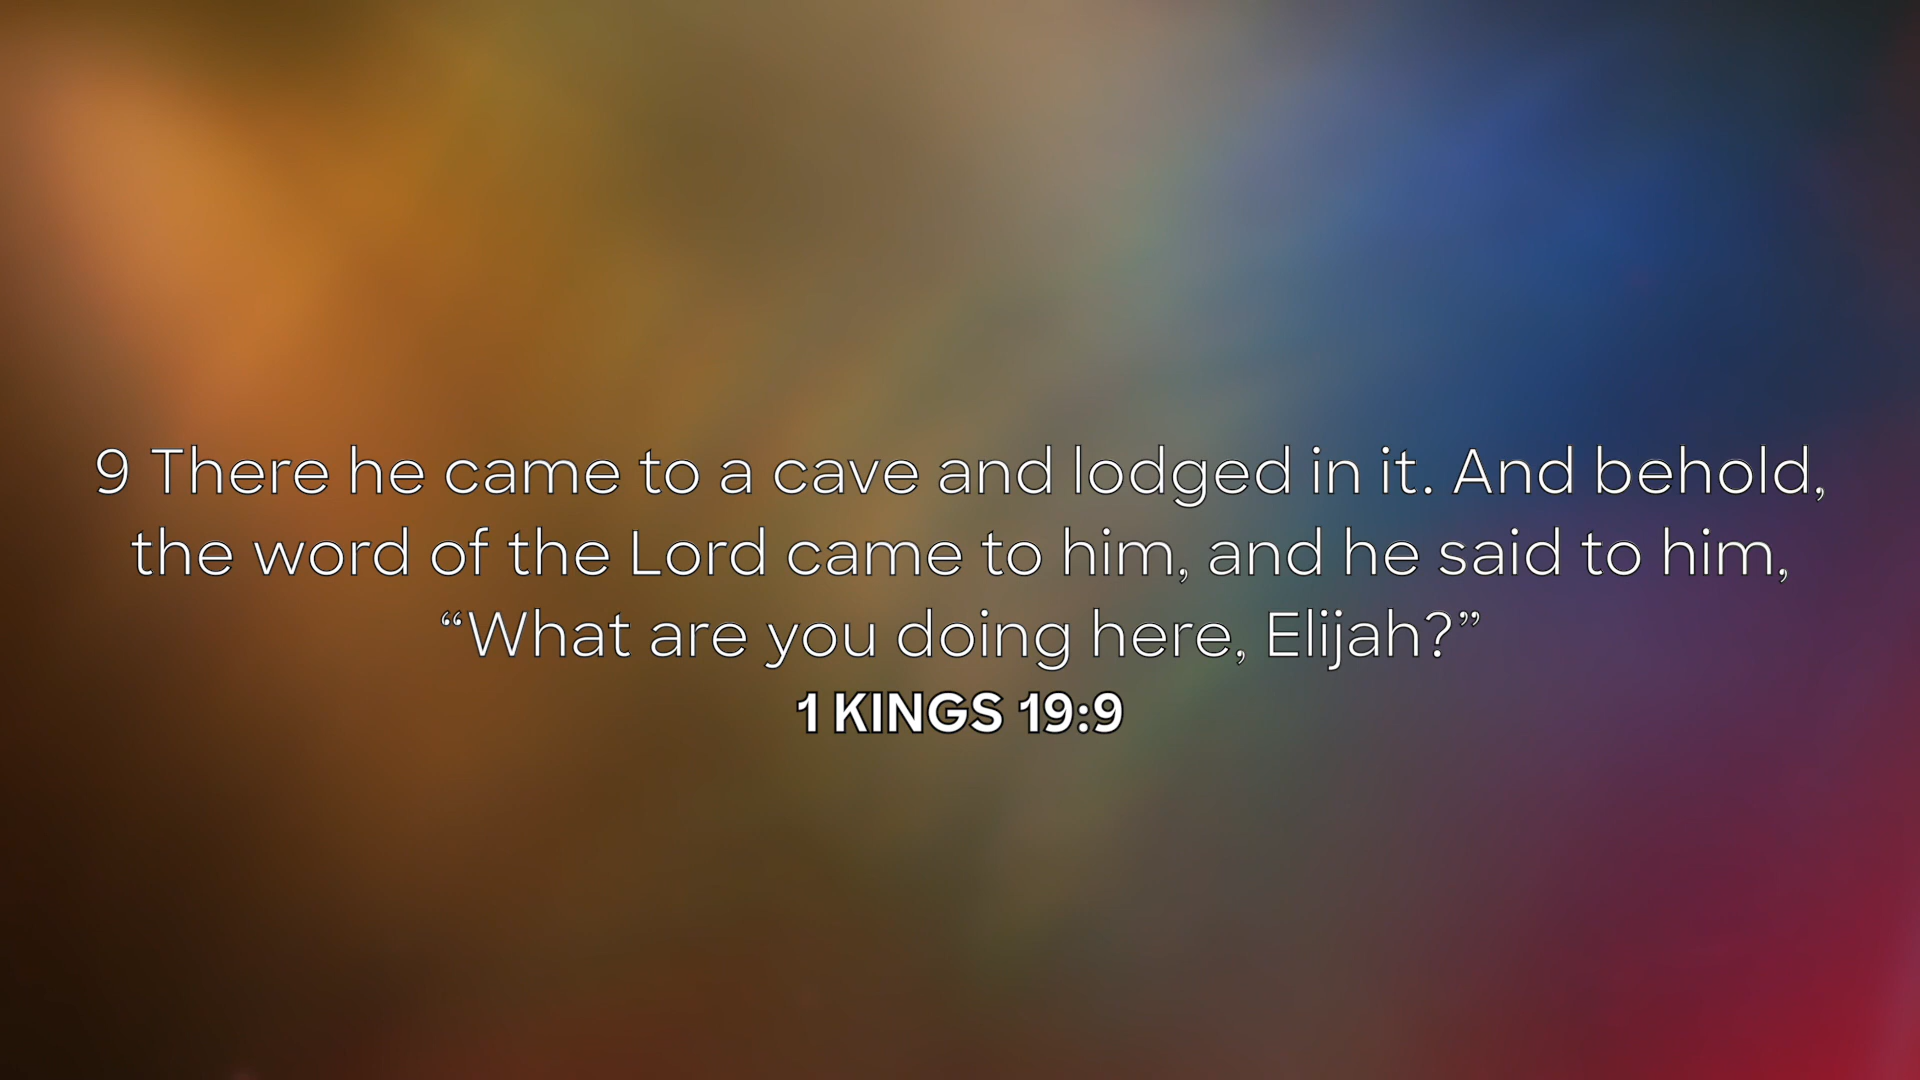 9 There he came to a cave and lodged in it. And behold,
the word of the Lord came to him, and he said to him,
“What are you doing here, Elijah?”
1 KINGS 19:9